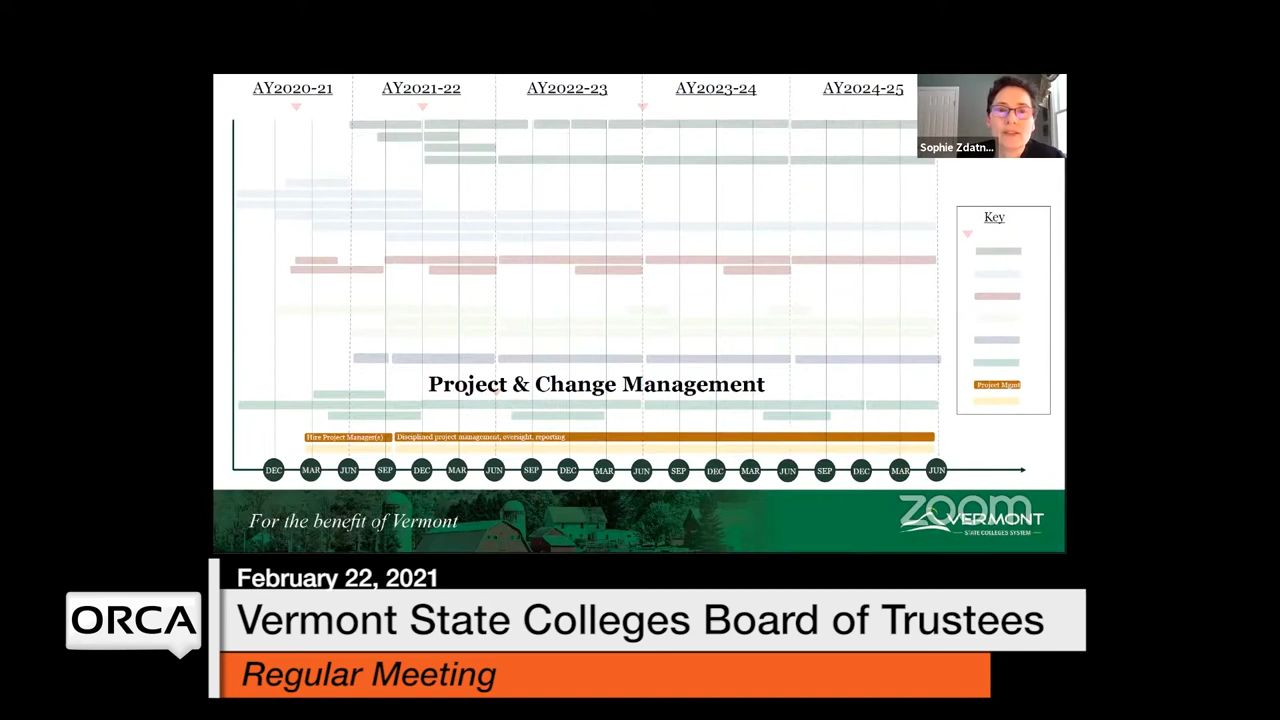 AY2020-21 AY2021-22 AY2022-23 AY2023-24 AY2024-25
Sophie Zdatn...
Key
Project & Change Management
Project Mgmt
Hire Project Manager(s) Disciplined project management, oversight, reporting
DEC MAR JUN SEP DEC MAR JUN SEP DEC MAR JUN SEP DEC MAR JUN SEP DEC MAR JUN
For the benefit of Vermont
zoom
VERMONT
STATE COLLEGES SYSTEM
February 22, 2021
ORCA
Vermont State Colleges Board of Trustees
Regular Meeting